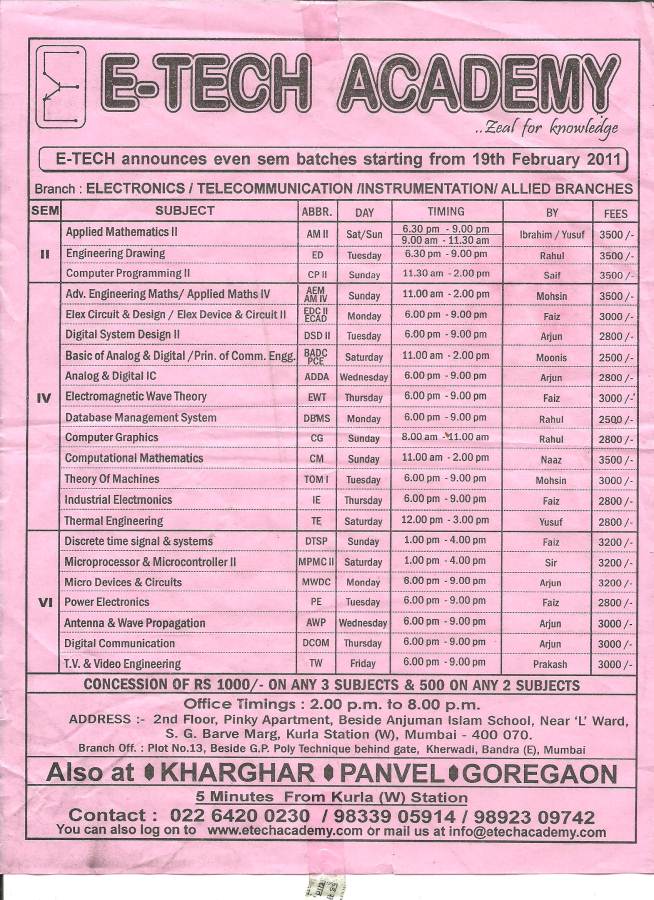 E-TECH ACADEMY
..Zeal for knowledge
E-TECH announces even sem batches starting from 19th February 2011
Branch : ELECTRONICS / TELECOMMUNICATION /INSTRUMENTATION/ ALLIED BRANCHES
SEM SUBJECT ABBR. DAY TIMING BY FEES
II Applied Mathematics II AM II Sat/Sun 6.30 pm - 9.00 pm 9.00 am - 11.30 am Ibrahim / Yusuf 3500 /-
Engineering Drawing ED Tuesday 6.30 pm - 9.00 pm Rahul 3500 /-
Computer Programming II CP II Sunday 11.30 am - 2.00 pm Saif 3500 /-
IV Adv. Engineering Maths/ Applied Maths IV AEM AM IV Sunday 11.00 am - 2.00 pm Mohsin 3500 /-
Elex Circuit & Design / Elex Device & Circuit II EDC II ECAD Monday 6.00 pm - 9.00 pm Faiz 3000 /-
Digital System Design II DSD II Tuesday 6.00 pm - 9.00 pm Arjun 2800 /-
Basic of Analog & Digital /Prin. of Comm. Engg. BADC PCE Saturday 11.00 am - 2.00 pm Moonis 2500 /-
Analog & Digital IC ADDA Wednesday 6.00 pm - 9.00 pm Arjun 2800 /-
Electromagnetic Wave Theory EWT Thursday 6.00 pm - 9.00 pm Faiz 3000 /-
Database Management System DBMS Monday 6.00 pm - 9.00 pm Rahul 2500 /-
Computer Graphics CG Sunday 8.00 am - 11.00 am Rahul 2800 /-
Computational Mathematics CM Sunday 11.00 am - 2.00 pm Naaz 3500 /-
Theory Of Machines TOM I Tuesday 6.00 pm - 9.00 pm Mohsin 3000 /-
Industrial Electmonics IE Thursday 6.00 pm - 9.00 pm Faiz 2800 /-
Thermal Engineering TE Saturday 12.00 pm - 3.00 pm Yusuf 2800 /-
VI Discrete time signal & systems DTSP Sunday 1.00 pm - 4.00 pm Faiz 3200 /-
Microprocessor & Microcontroller II MPMC II Saturday 1.00 pm - 4.00 pm Sir 3200 /-
Micro Devices & Circuits MWDC Monday 6.00 pm - 9.00 pm Arjun 3200 /-
Power Electronics PE Tuesday 6.00 pm - 9.00 pm Faiz 2800 /-
Antenna & Wave Propagation AWP Wednesday 6.00 pm - 9.00 pm Arjun 3000 /-
Digital Communication DCOM Thursday 6.00 pm - 9.00 pm Arjun 3000 /-
T.V. & Video Engineering TW Friday 6.00 pm - 9.00 pm Prakash 3000 /-
CONCESSION OF RS 1000/- ON ANY 3 SUBJECTS & 500 ON ANY 2 SUBJECTS
Office Timings : 2.00 p.m. to 8.00 p.m.
ADDRESS :- 2nd Floor, Pinky Apartment, Beside Anjuman Islam School, Near 'L' Ward,
S. G. Barve Marg, Kurla Station (W), Mumbai - 400 070.
Branch Off. : Plot No.13, Beside G.P. Poly Technique behind gate, Kherwadi, Bandra (E), Mumbai
Also at KHARGHAR PANVEL GOREGAON
5 Minutes From Kurla (W) Station
Contact : 022 6420 0230 / 98339 05914 / 98923 09742
You can also log on to www.etechacademy.com or mail us at info@etechacademy.com